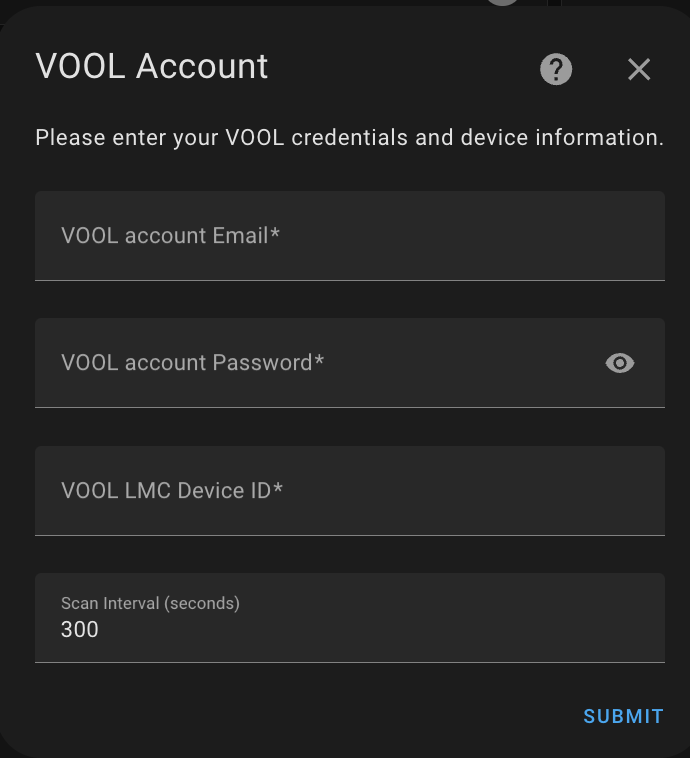 VOOL Account
?
Please enter your VOOL credentials and device information.
VOOL account Email*
VOOL account Password*
VOOL LMC Device ID*
Scan Interval (seconds)
300
SUBMIT